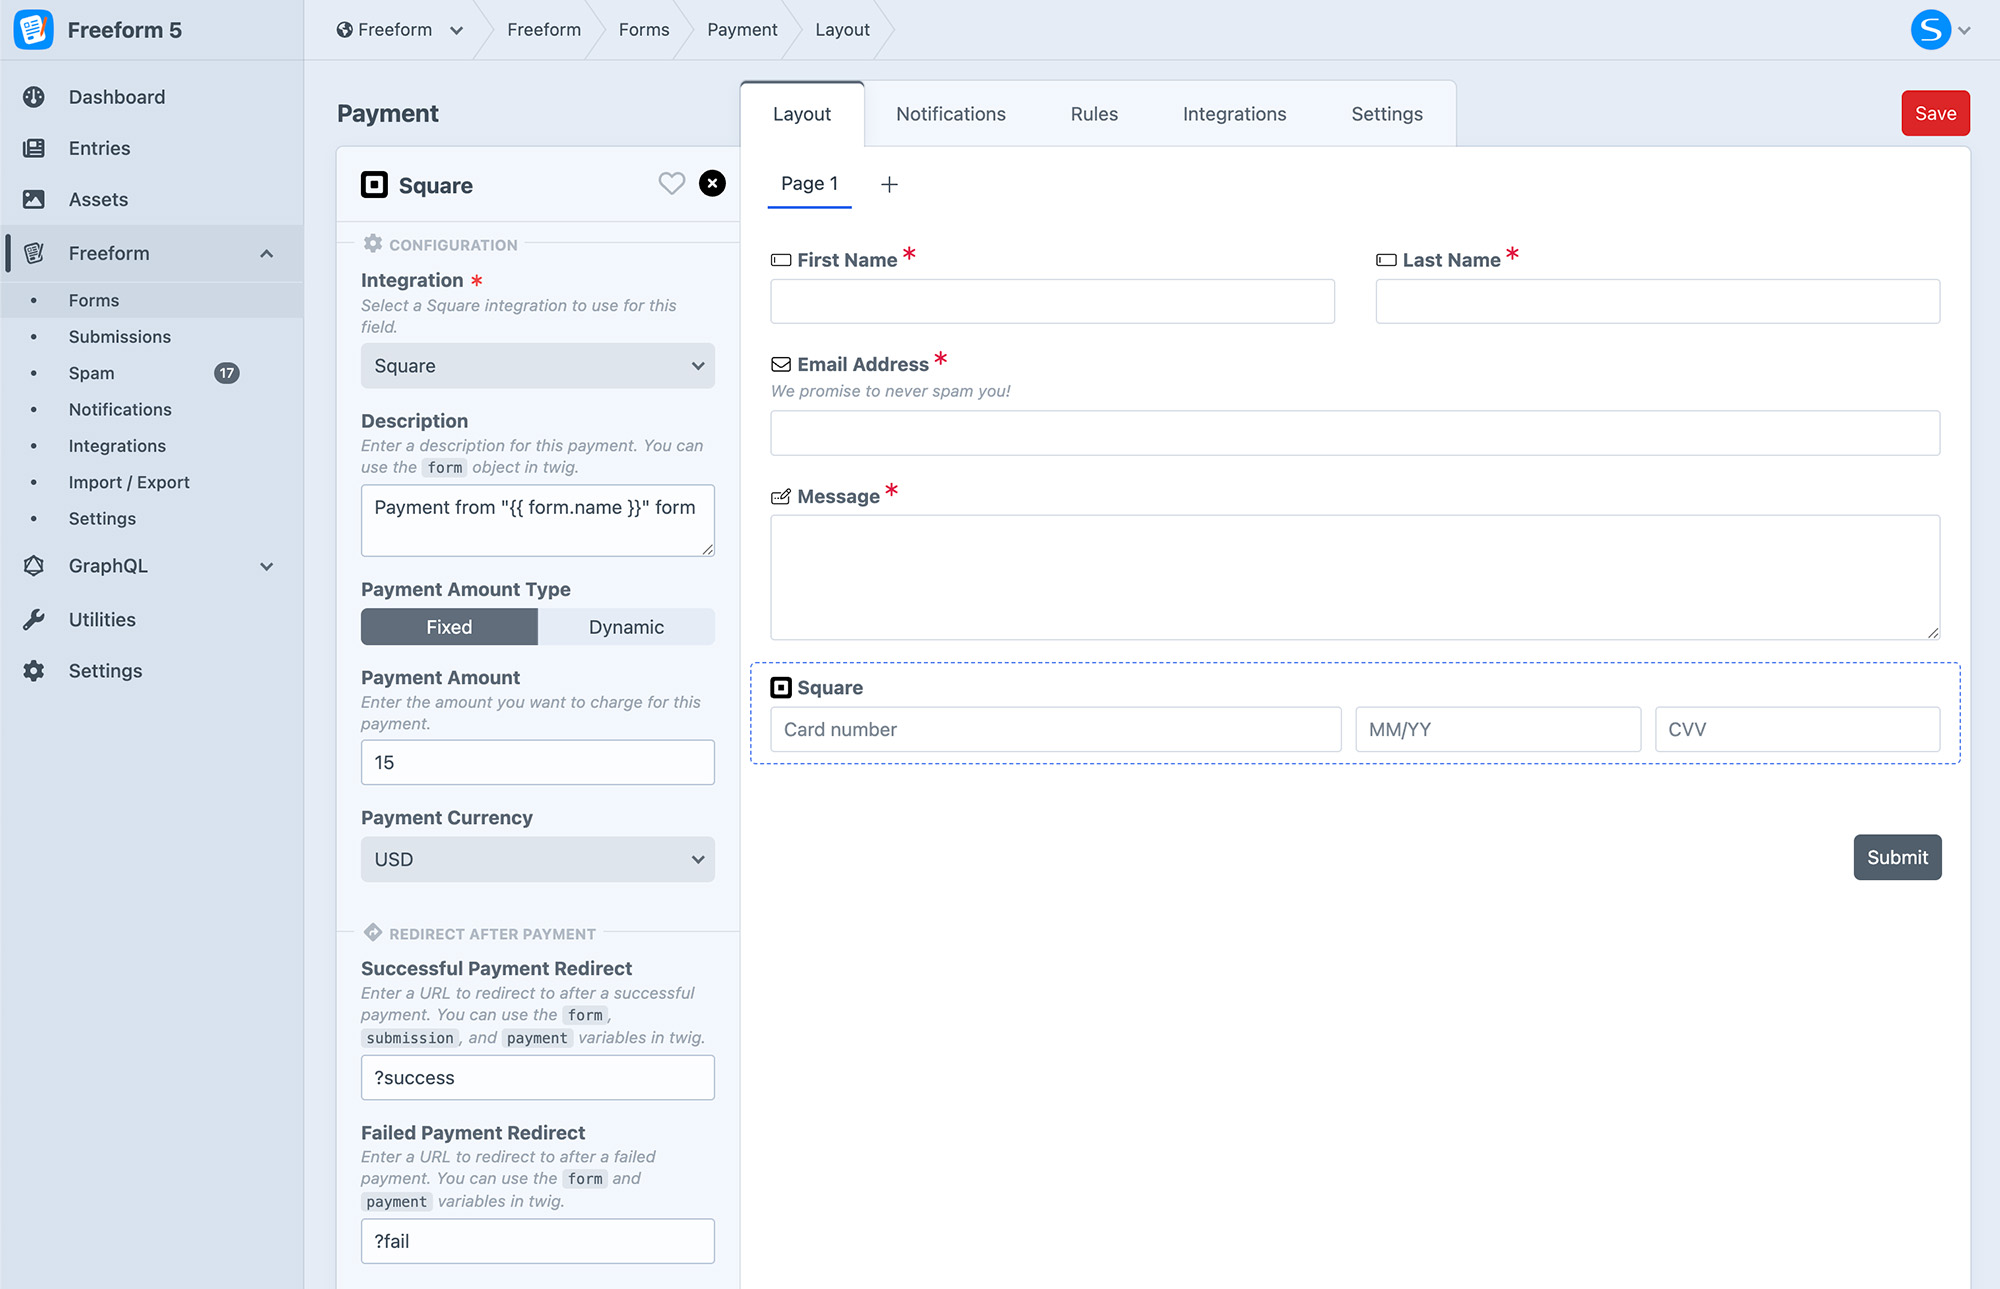 Freeform 5
Freeform
Freeform
Forms
Payment
Layout
S
Dashboard
Entries
Assets
Freeform
Forms
Submissions
Spam 17
Notifications
Integrations
Import / Export
Settings
GraphQL
Utilities
Settings
Payment
Layout
Notifications
Rules
Integrations
Settings
Save
Square
CONFIGURATION
Integration *
Select a Square integration to use for this
field.
Square
Description
Enter a description for this payment. You can
use the form object in twig.
Payment from "{{ form.name }}" form
Payment Amount Type
Fixed
Dynamic
Payment Amount
Enter the amount you want to charge for this
payment.
15
Payment Currency
USD
REDIRECT AFTER PAYMENT
Successful Payment Redirect
Enter a URL to redirect to after a successful
payment. You can use the form,
submission, and payment variables in twig.
?success
Failed Payment Redirect
Enter a URL to redirect to after a failed
payment. You can use the form and
payment variables in twig.
?fail
Page 1
First Name *
Last Name *
Email Address *
We promise to never spam you!
Message *
Square
Card number
MM/YY
CVV
Submit